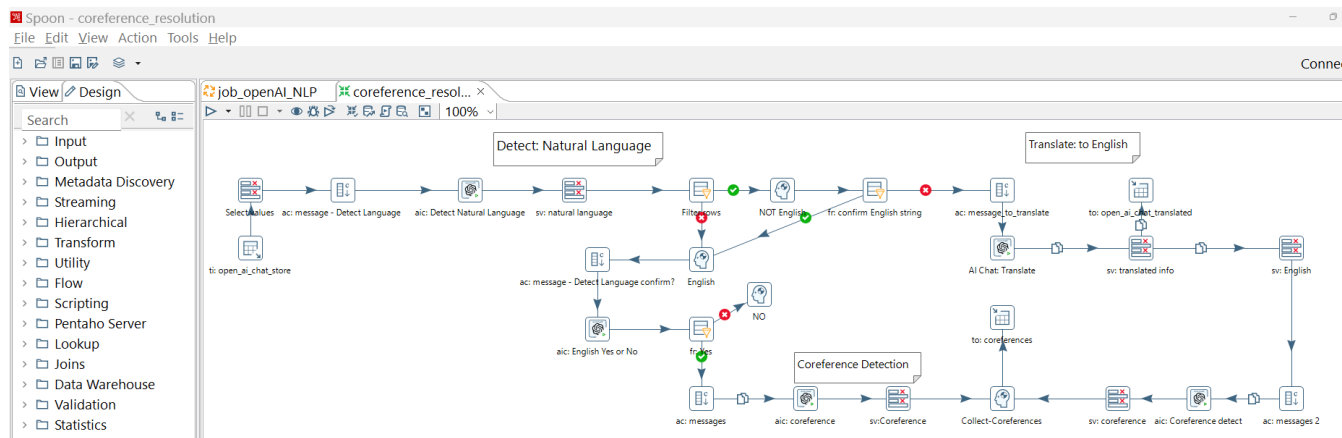 Spoon - coreference_resolution
File Edit View Action Tools Help
Connec
View Design
job_openAI_NLP coreference_resol...
100%
Search
Input
Output
Metadata Discovery
Streaming
Hierarchical
Transform
Utility
Flow
Scripting
Pentaho Server
Lookup
Joins
Data Warehouse
Validation
Statistics
Detect: Natural Language
Translate: to English
Select values
ac: message - Detect Language
aic: Detect Natural Language
sv: natural language
Filter rows
NOT English
fr: confirm English string
ac: message_to_translate
to: open_ai_chat_translated
ti: open_ai_chat_store
ac: message - Detect Language confirm?
English
AI Chat: Translate
sv: translated info
sv: English
NO
aic: English Yes or No
fr: Yes
to: coreferences
Coreference Detection
ac: messages
aic: coreference
sv:Coreference
Collect-Coreferences
sv: coreference
aic: Coreference detect
ac: messages 2